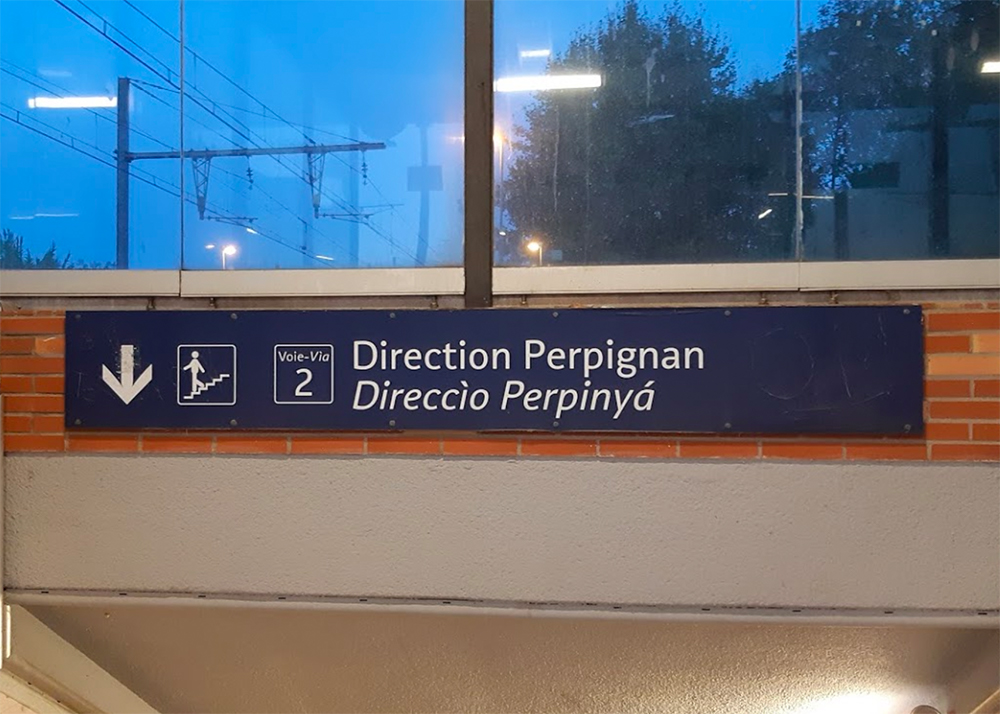 Voie-Via
2
Direction Perpignan
Direccìo Perpinyá